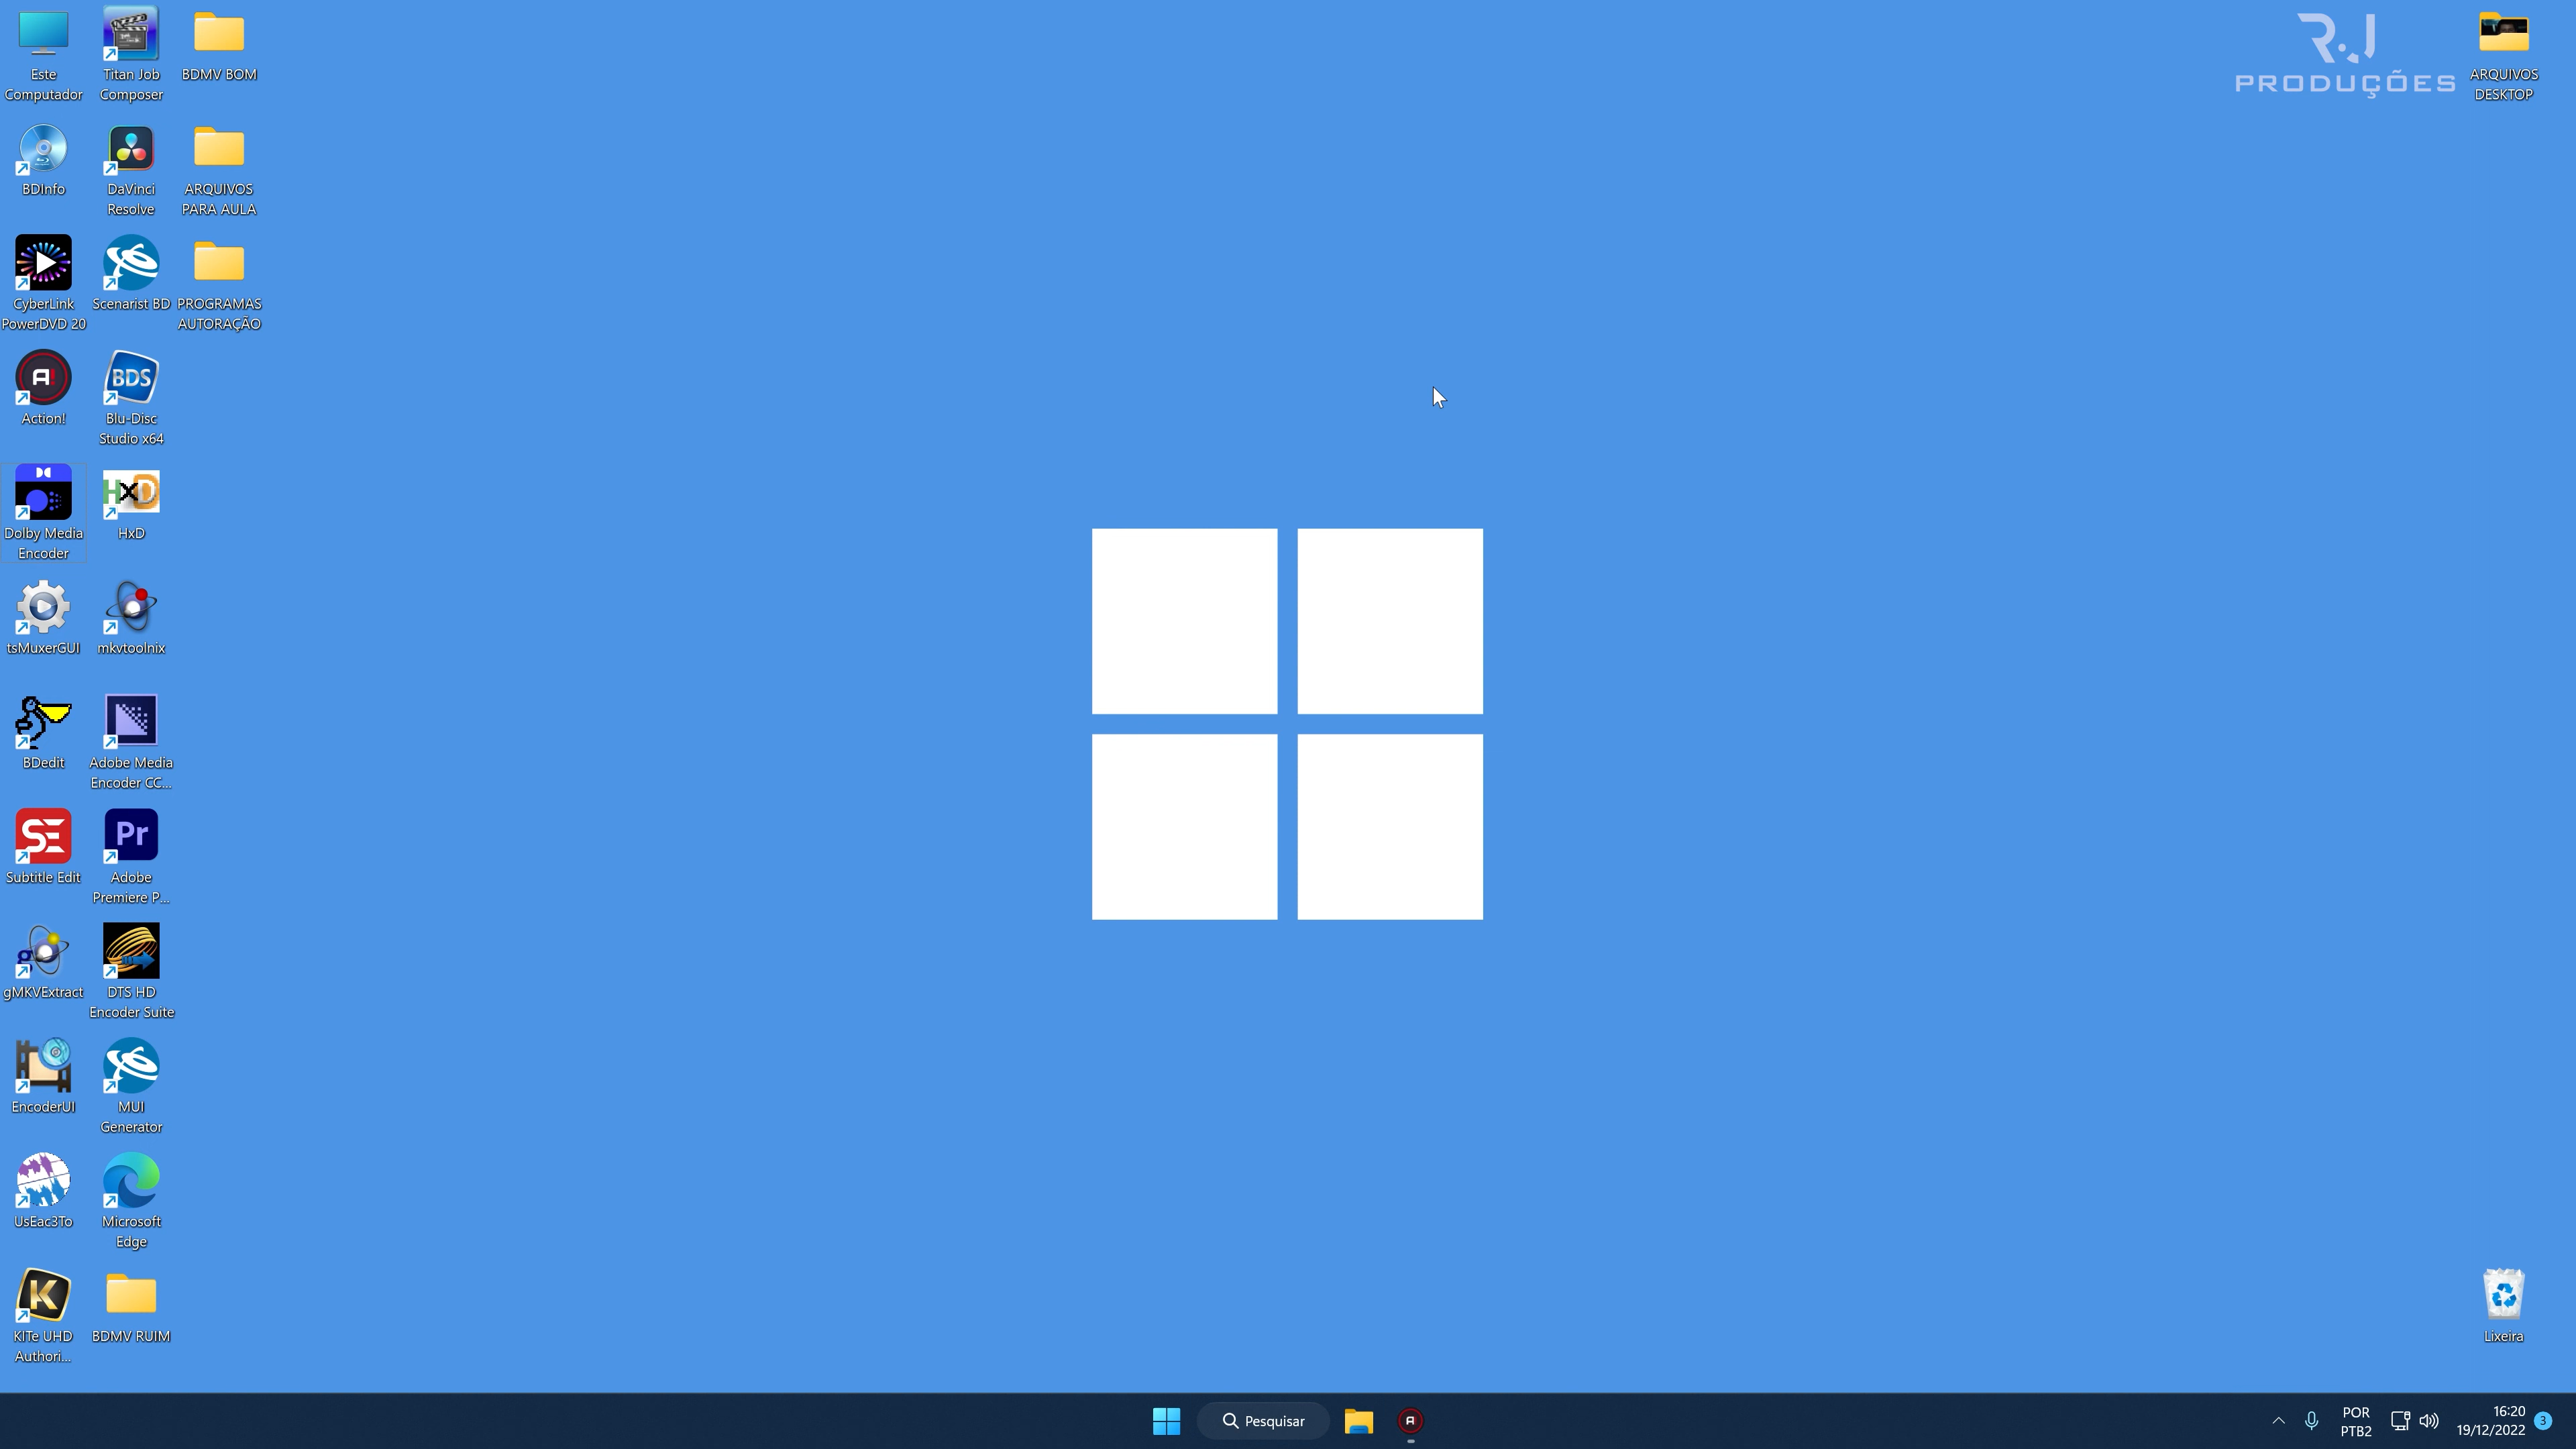 Este
Computador
Titan Job
Composer
BDMV BOM
R.J
PRODUÇÕES
ARQUIVOS
DESKTOP
BDInfo
DaVinci
Resolve
ARQUIVOS
PARA AULA
CyberLink
PowerDVD 20
Scenarist BD
PROGRAMAS
AUTORAÇÃO
A!
Action!
BDS
Blu-Disc
Studio x64
Dolby Media
Encoder
HxD
HxD
tsMuxerGUI
mkvtoolnix
BDedit
Adobe Media
Encoder CC...
SE
Subtitle Edit
Pr
Adobe
Premiere P...
g
gMKVExtract
DTS HD
Encoder Suite
EncoderUI
MUI
Generator
UsEac3To
Microsoft
Edge
K
KITe UHD
Authori...
BDMV RUIM
Lixeira
Pesquisar
A
POR
PTB2
16:20
19/12/2022
3